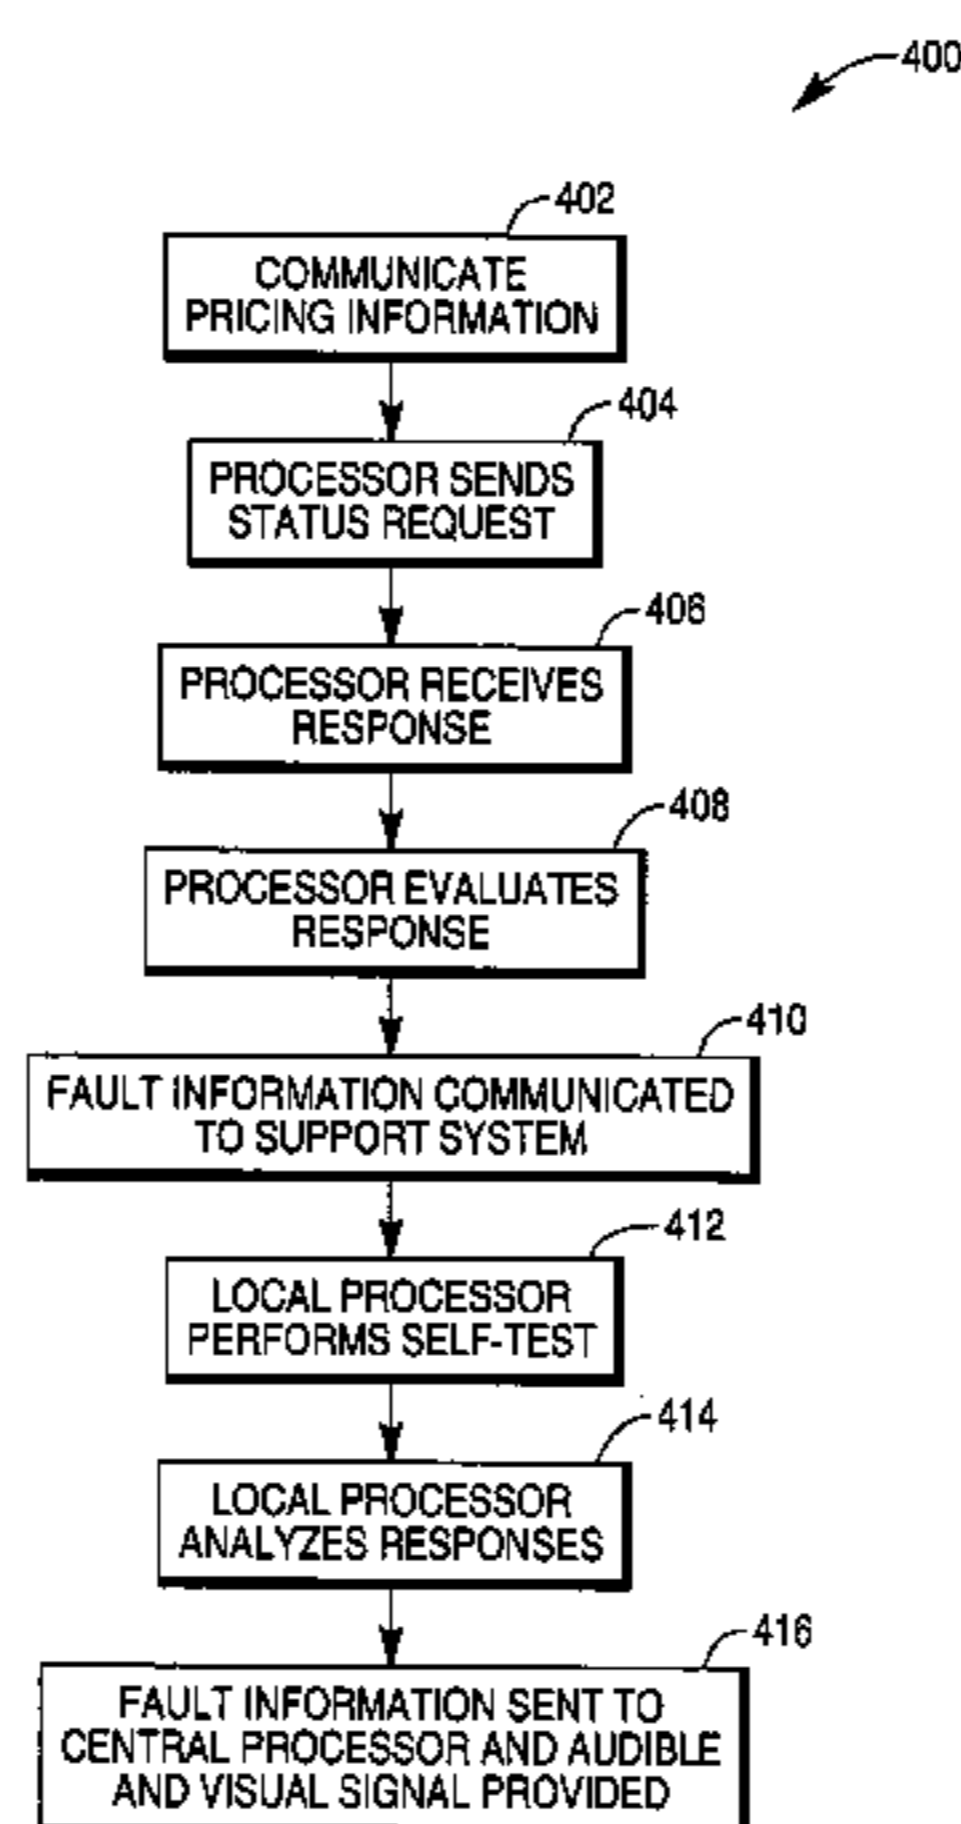 400
402
COMMUNICATE
PRICING INFORMATION
404
PROCESSOR SENDS
STATUS REQUEST
406
PROCESSOR RECEIVES
RESPONSE
408
PROCESSOR EVALUATES
RESPONSE
410
FAULT INFORMATION COMMUNICATED
TO SUPPORT SYSTEM
412
LOCAL PROCESSOR
PERFORMS SELF-TEST
414
LOCAL PROCESSOR
ANALYZES RESPONSES
416
FAULT INFORMATION SENT TO
CENTRAL PROCESSOR AND AUDIBLE
AND VISUAL SIGNAL PROVIDED